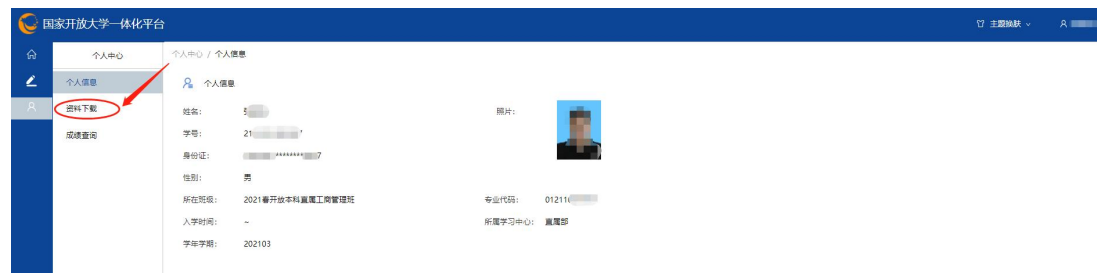 国家开放大学一体化平台
主题换肤
个人中心
个人中心 / 个人信息
个人信息
个人信息
资料下载
成绩查询
姓名:
照片:
学号: 21
身份证: ******** 7
性别: 男
所在班级: 2021春开放本科直属工商管理班
专业代码: 01211
入学时间: ~
所属学习中心: 直属部
学年学期: 202103